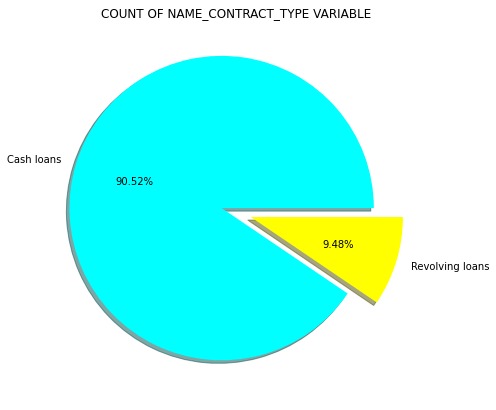 COUNT OF NAME_CONTRACT_TYPE VARIABLE
Cash loans
90.52%
9.48%
Revolving loans